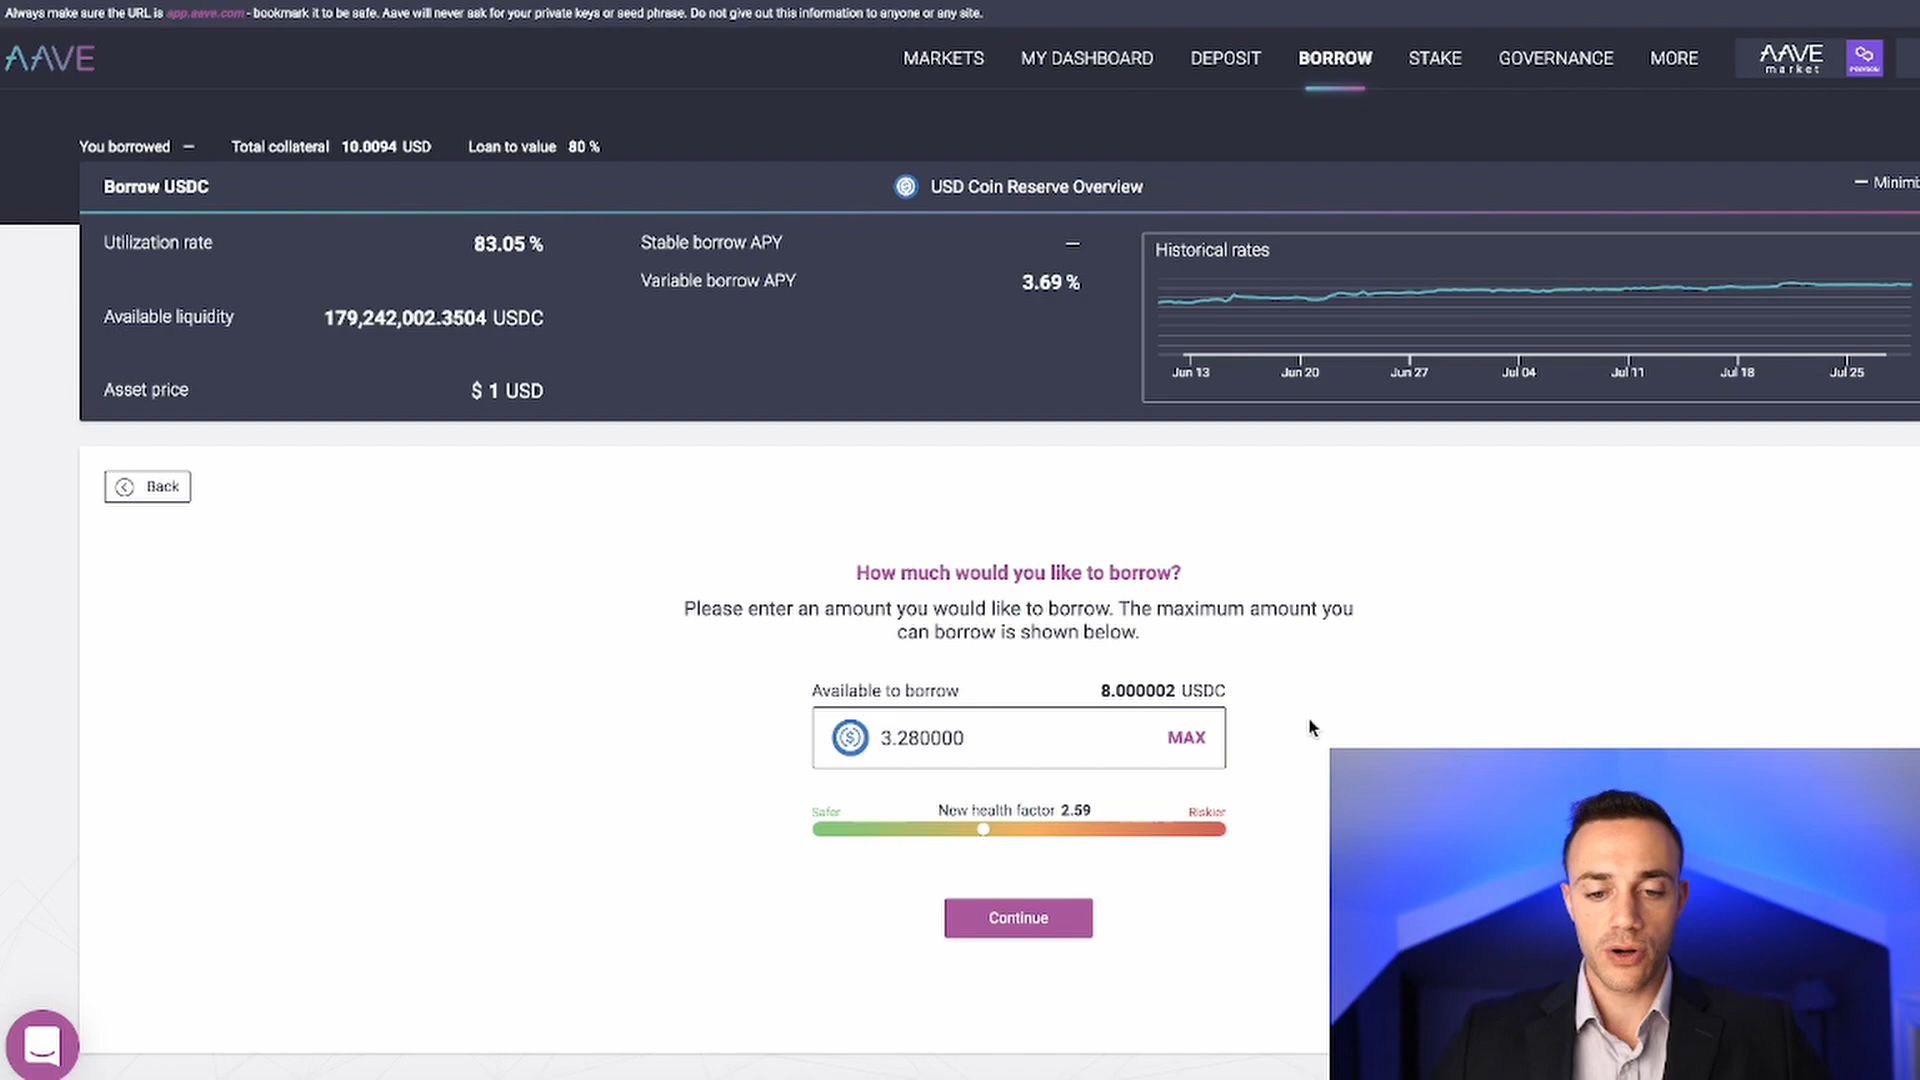 Always make sure the URL is app.aave.com - bookmark it to be safe. Aave will never ask for your private keys or seed phrase. Do not give out this information to anyone or any site.
AAVE
MARKETS
MY DASHBOARD
DEPOSIT
BORROW
STAKE
GOVERNANCE
MORE
AAVE
market
POLYGON
You borrowed –
Total collateral 10.0094 USD
Loan to value 80 %
Borrow USDC
USD Coin Reserve Overview
– Minimiz
Utilization rate 83.05 %
Stable borrow APY –
Historical rates
Variable borrow APY 3.69 %
Available liquidity 179,242,002.3504 USDC
Jun 13 Jun 20 Jun 27 Jul 04 Jul 11 Jul 18 Jul 25
Asset price $ 1 USD
Back
How much would you like to borrow?
Please enter an amount you would like to borrow. The maximum amount you
can borrow is shown below.
Available to borrow 8.000002 USDC
3.280000 MAX
Safer New health factor 2.59 Riskier
Continue